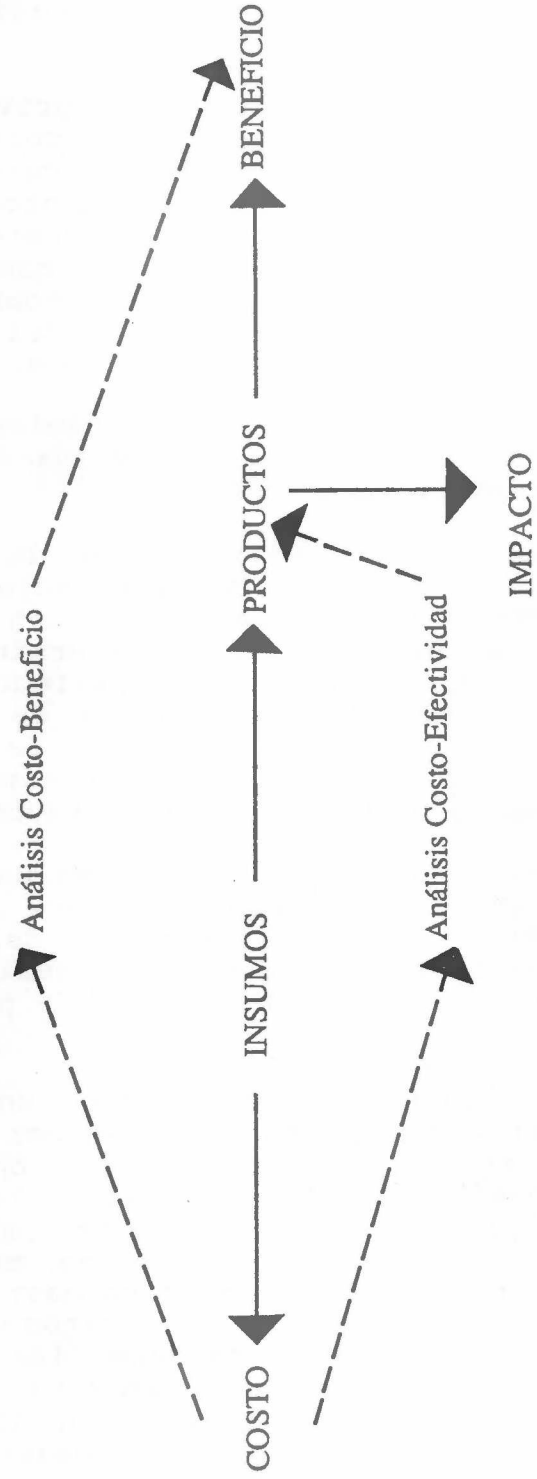 Análisis Costo-Beneficio
COSTO
INSUMOS
PRODUCTOS
BENEFICIO
Análisis Costo-Efectividad
IMPACTO